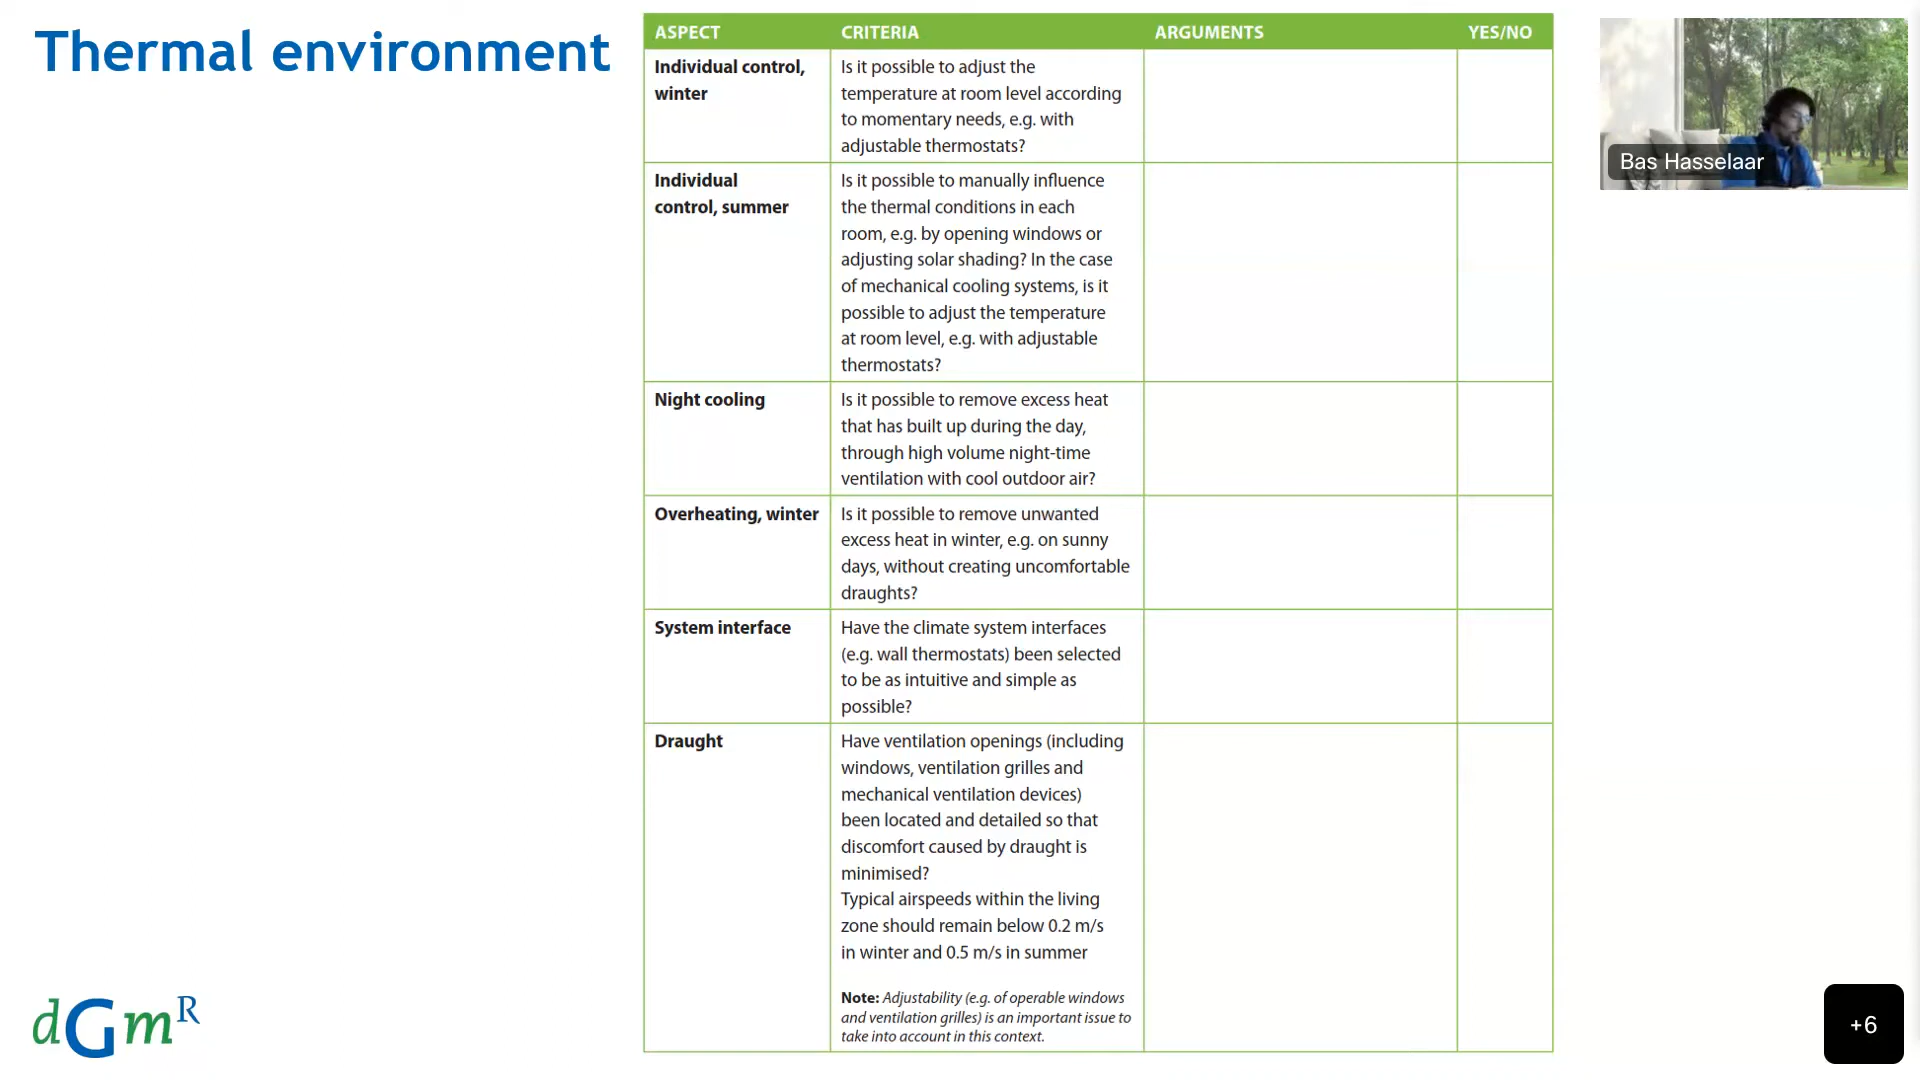 Thermal environment
ASPECT CRITERIA ARGUMENTS YES/NO
Individual control,
winter
Is it possible to adjust the
temperature at room level according
to momentary needs, e.g. with
adjustable thermostats?
Individual
control, summer
Is it possible to manually influence
the thermal conditions in each
room, e.g. by opening windows or
adjusting solar shading? In the case
of mechanical cooling systems, is it
possible to adjust the temperature
at room level, e.g. with adjustable
thermostats?
Night cooling
Is it possible to remove excess heat
that has built up during the day,
through high volume night-time
ventilation with cool outdoor air?
Overheating, winter
Is it possible to remove unwanted
excess heat in winter, e.g. on sunny
days, without creating uncomfortable
draughts?
System interface
Have the climate system interfaces
(e.g. wall thermostats) been selected
to be as intuitive and simple as
possible?
Draught
Have ventilation openings (including
windows, ventilation grilles and
mechanical ventilation devices)
been located and detailed so that
discomfort caused by draught is
minimised?
Typical airspeeds within the living
zone should remain below 0.2 m/s
in winter and 0.5 m/s in summer
Note: Adjustability (e.g. of operable windows
and ventilation grilles) is an important issue to
take into account in this context.
Bas Hasselaar
dGmR
+6